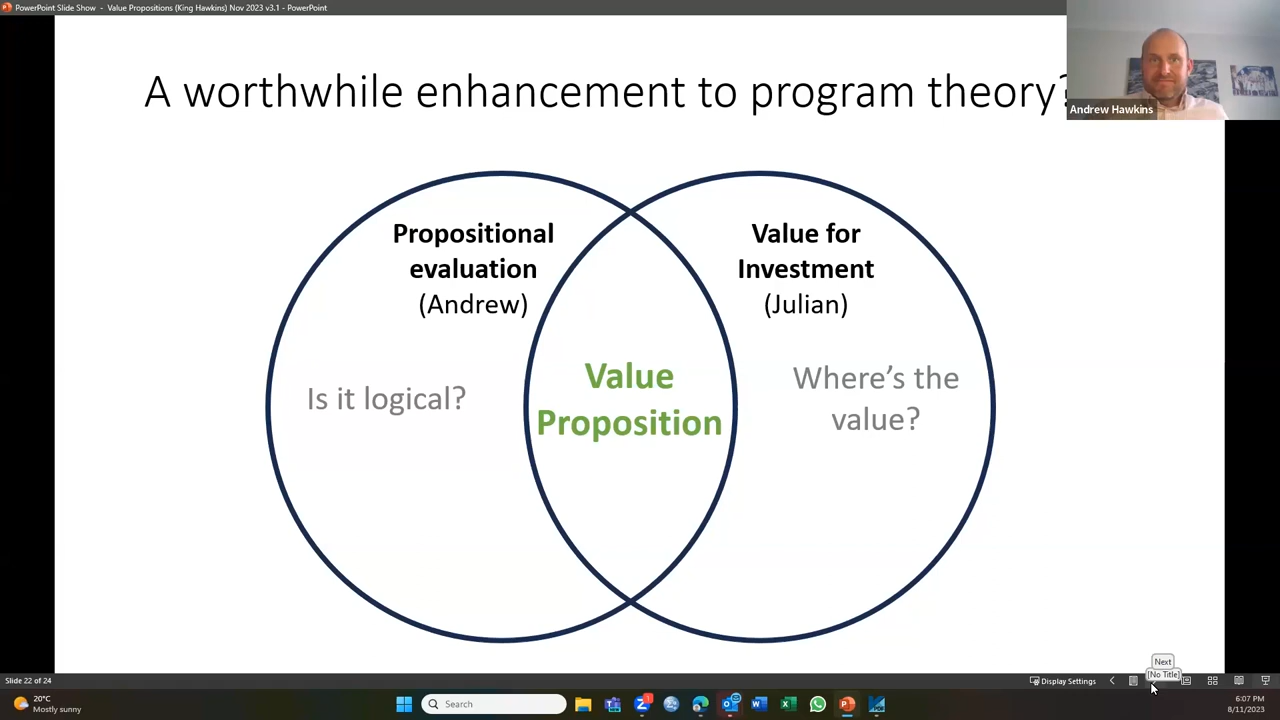 PowerPoint Slide Show - Value Propositions (King Hawkins) Nov 2023 v3.1 - PowerPoint
A worthwhile enhancement to program theory?
Andrew Hawkins
Propositional
evaluation
(Andrew)
Is it logical?
Value
Proposition
Value for
Investment
(Julian)
Where's the
value?
Next
[No Title]
Slide 22 of 24
Display Settings
20°C
Mostly sunny
Search
1
6:07 PM
8/11/2023